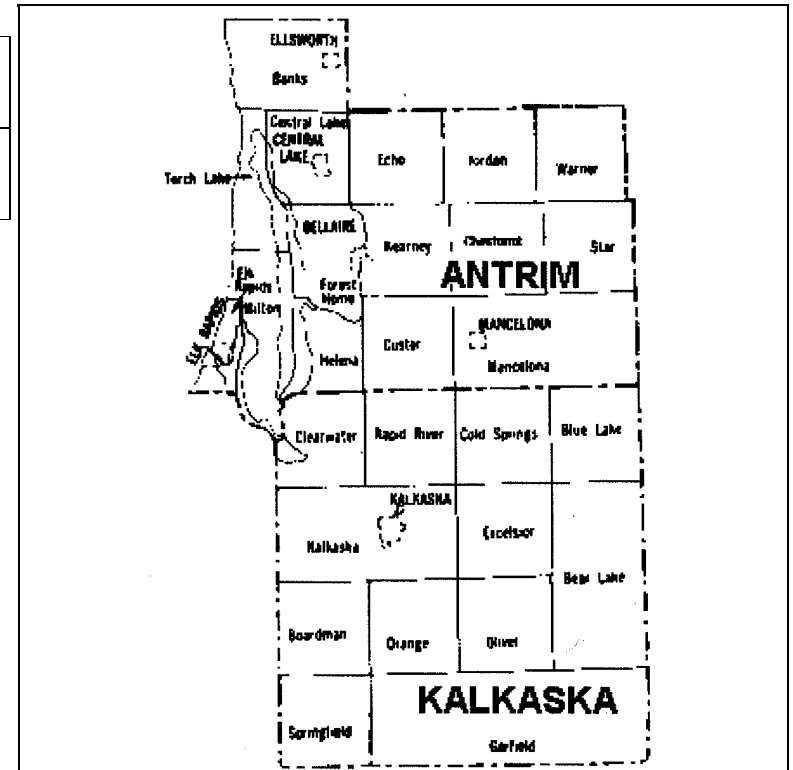 ELLSWORTH
Banks
Central Lake
CENTRAL
LAKE
Echo
Jordan
Warner
Torch Lake
BELLAIRE
Kearney
Chestonia
Star
ANTRIM
Elk
Rapids
Forest
Home
Milton
ELK RAPIDS
MANCELONA
Custer
Helena
Mancelona
Clearwater
Rapid River
Cold Springs
Blue Lake
KALKASKA
Excelsior
Kalkaska
Bear Lake
Boardman
Orange
Oliver
KALKASKA
Springfield
Garfield